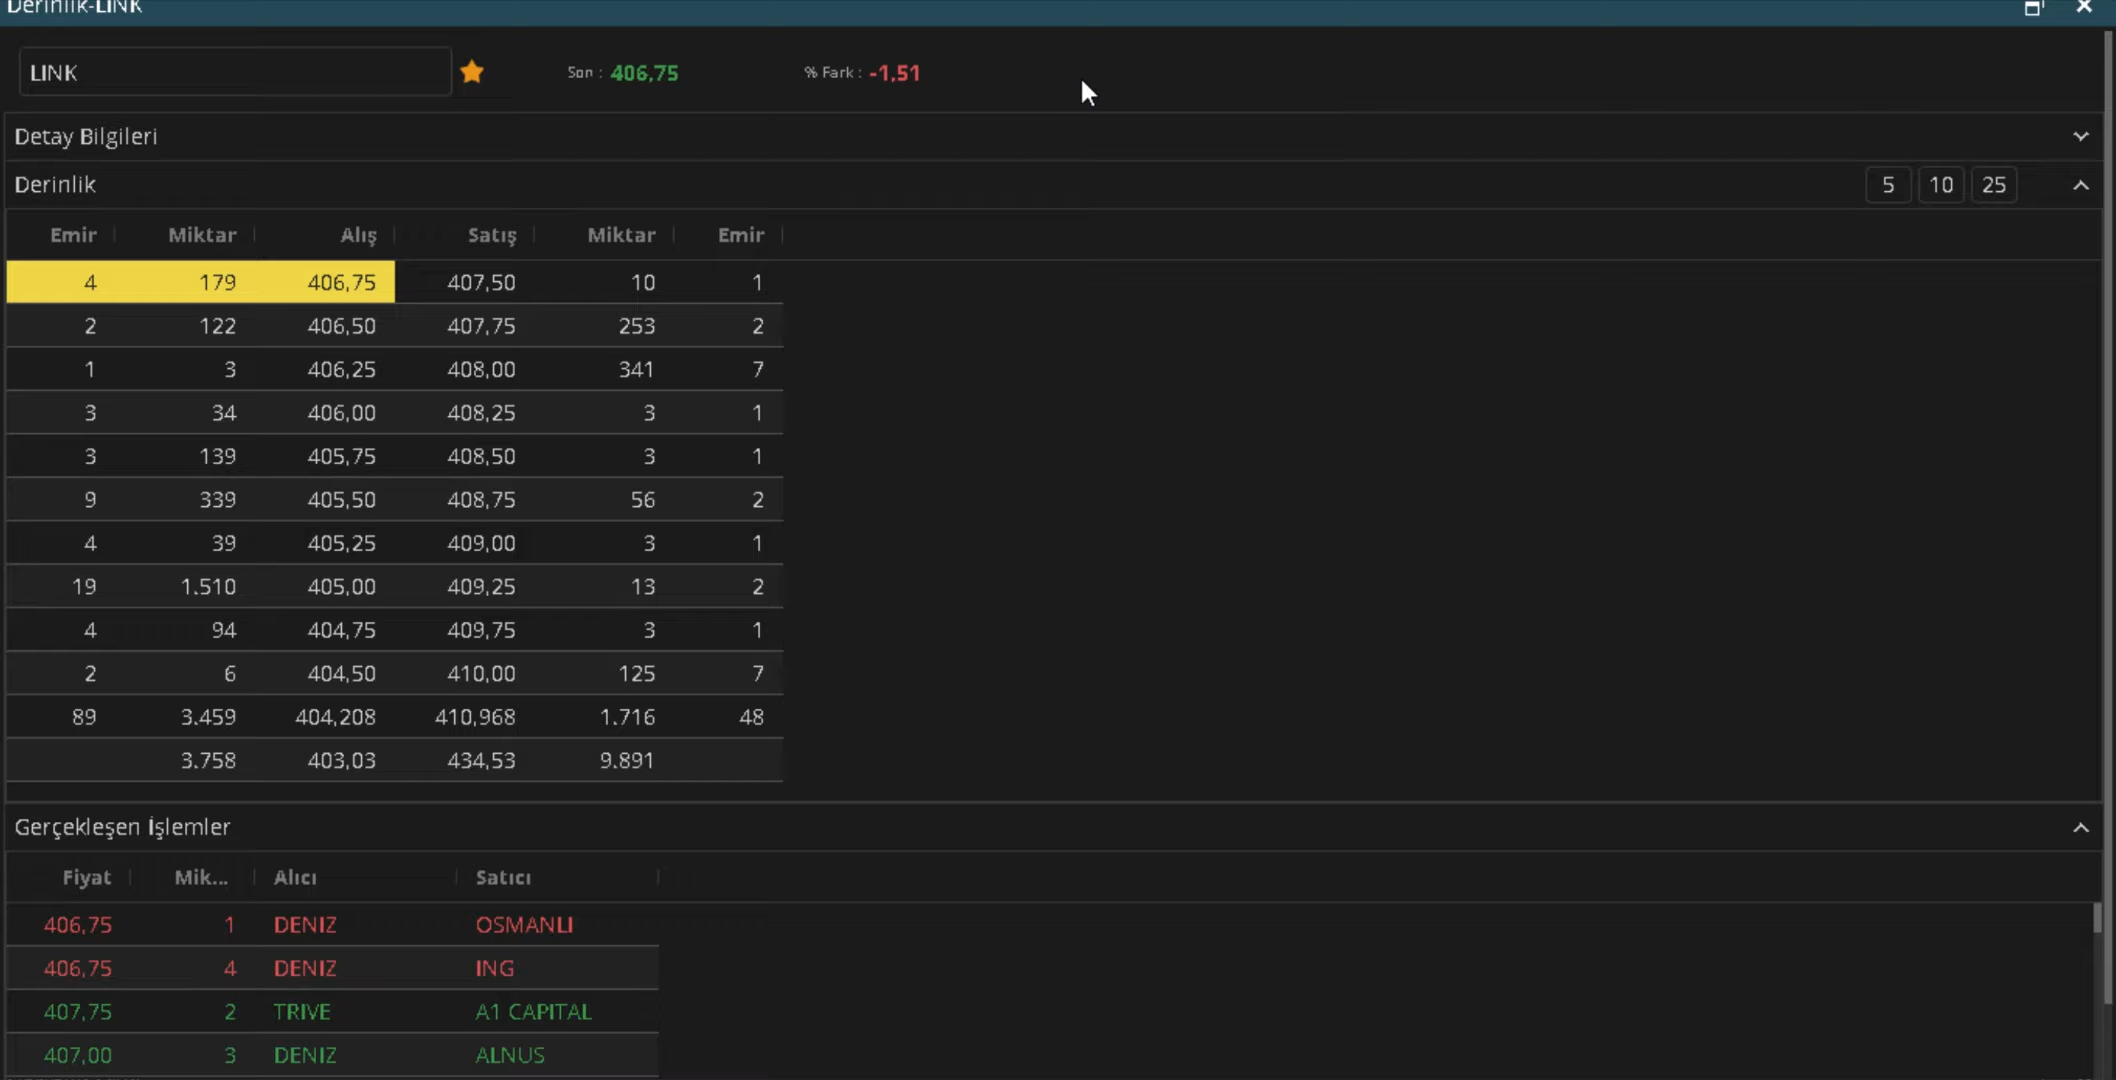 Derinlik-LINK
LINK Son : 406,75 % Fark : -1,51
Detay Bilgileri
Derinlik 5 10 25
Emir Miktar Alış Satış Miktar Emir
4 179 406,75 407,50 10 1
2 122 406,50 407,75 253 2
1 3 406,25 408,00 341 7
3 34 406,00 408,25 3 1
3 139 405,75 408,50 3 1
9 339 405,50 408,75 56 2
4 39 405,25 409,00 3 1
19 1.510 405,00 409,25 13 2
4 94 404,75 409,75 3 1
2 6 404,50 410,00 125 7
89 3.459 404,208 410,968 1.716 48
3.758 403,03 434,53 9.891
Gerçekleşen İşlemler
Fiyat Mik... Alıcı Satıcı
406,75 1 DENIZ OSMANLI
406,75 4 DENIZ ING
407,75 2 TRIVE A1 CAPITAL
407,00 3 DENIZ ALNUS